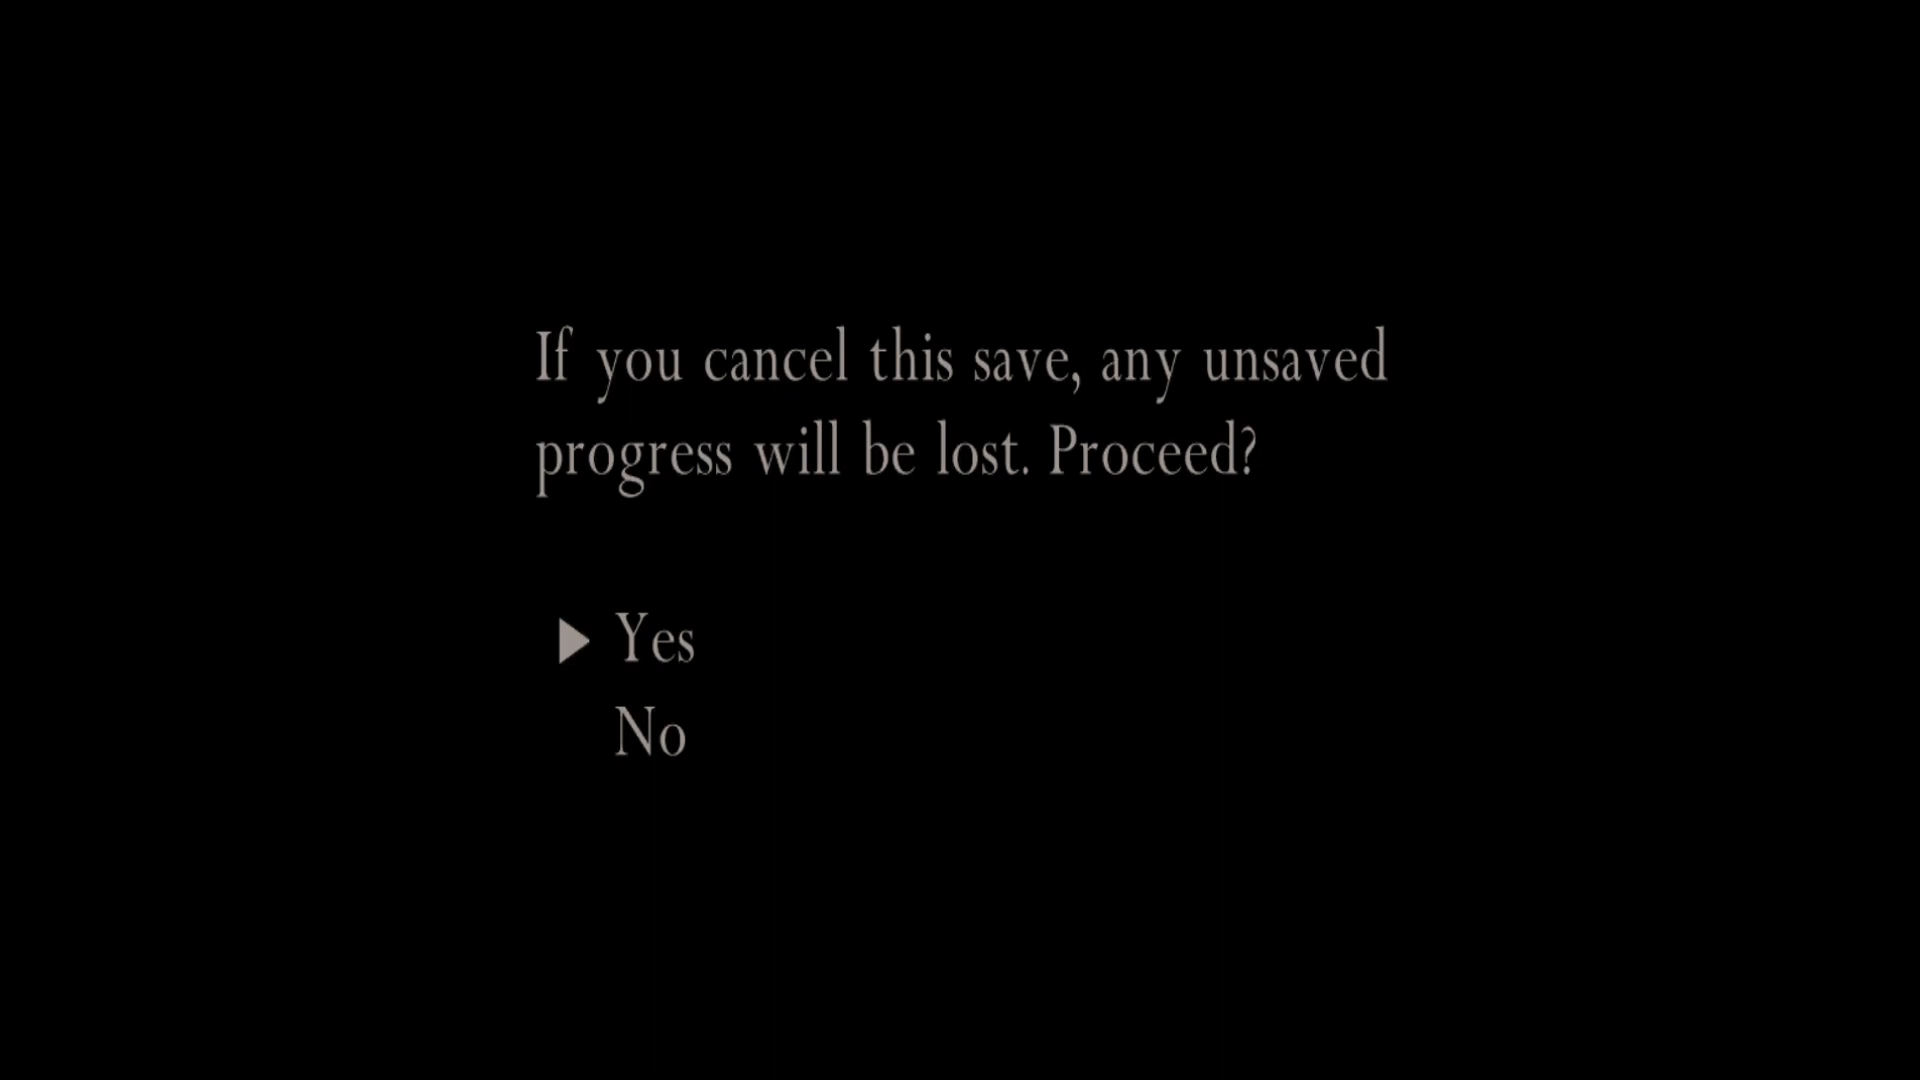 If you cancel this save, any unsaved
progress will be lost. Proceed?
Yes
No